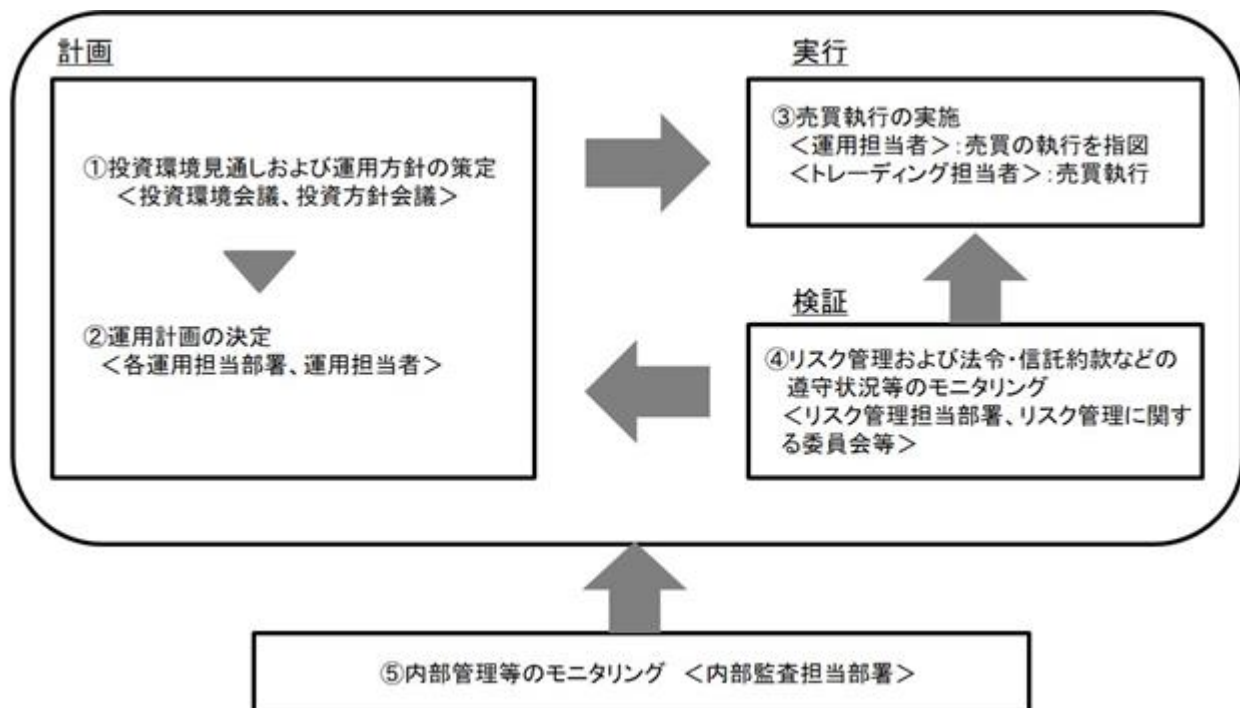 計画
①投資環境見通しおよび運用方針の策定
＜投資環境会議、投資方針会議＞
②運用計画の決定
＜各運用担当部署、運用担当者＞
実行
③売買執行の実施
＜運用担当者＞:売買の執行を指図
＜トレーディング担当者＞:売買執行
検証
④リスク管理および法令・信託約款などの
遵守状況等のモニタリング
＜リスク管理担当部署、リスク管理に関す
る委員会等＞
⑤内部管理等のモニタリング ＜内部監査担当部署＞